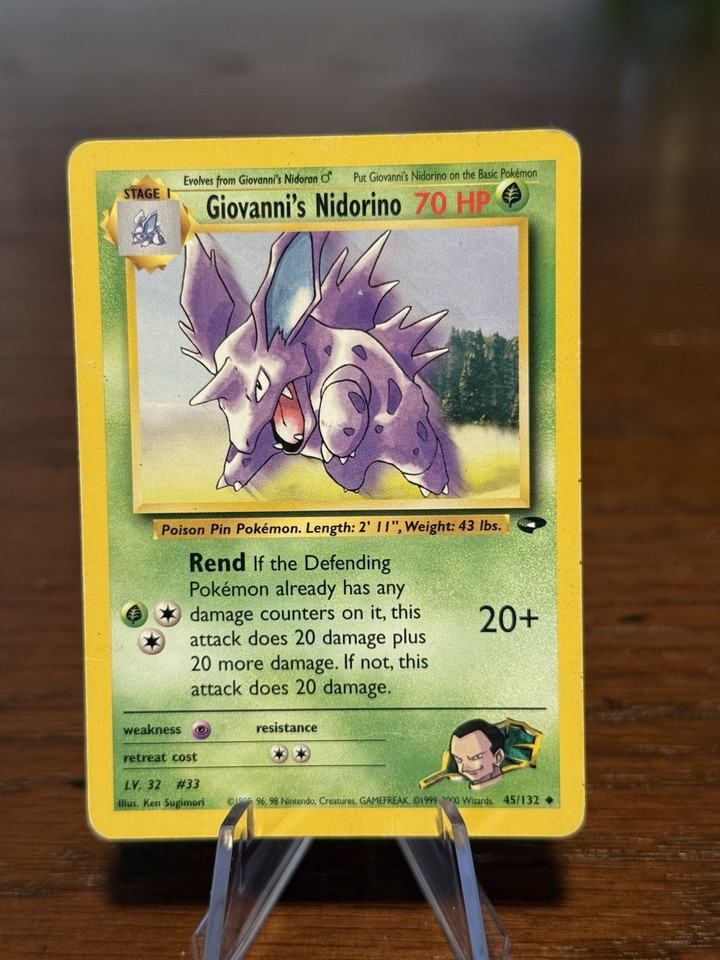 Evolves from Giovanni's Nidoran ♂ Put Giovanni's Nidorino on the Basic Pokémon
STAGE 1
Giovanni's Nidorino 70 HP
Poison Pin Pokémon. Length: 2' 11", Weight: 43 lbs.
Rend If the Defending
Pokémon already has any
damage counters on it, this
attack does 20 damage plus
20 more damage. If not, this
attack does 20 damage.
20+
weakness resistance
retreat cost
LV. 32 #33
Illus. Ken Sugimori ©1995, 96, 98 Nintendo, Creatures, GAMEFREAK. ©1999-2000 Wizards. 45/132